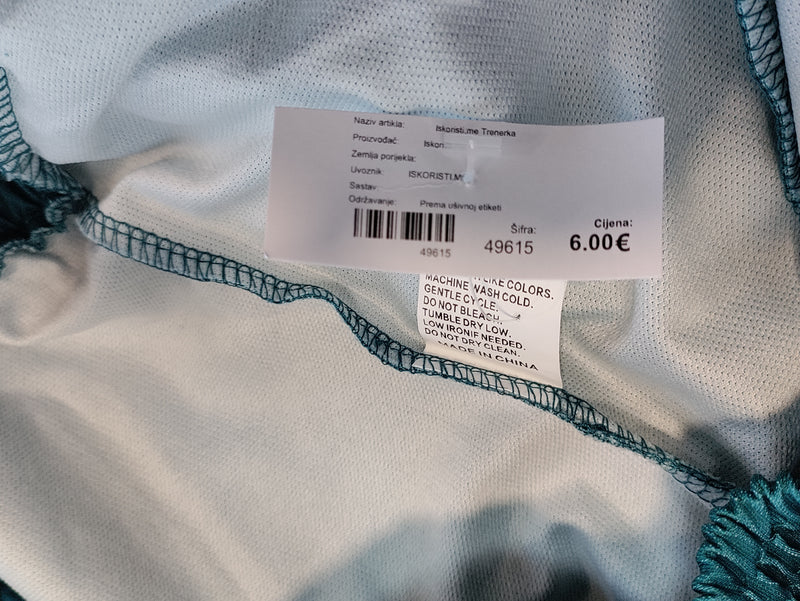 Naziv artikla: Iskoristi.me Trenerka
Proizvođač: Iskori
Zemlja porijekla:
Uvoznik: ISKORISTI.M
Sastav
Održavanje: Prema ušivnoj etiketi
49615
Šifra:
49615
Cijena:
6.00€
LIKE COLORS.
MACHINE WASH COLD.
GENTLE CYCLE.
DO NOT BLEACH.
TUMBLE DRY LOW.
LOW IRONIF NEEDED.
DO NOT DRY CLEAN.
MADE IN CHINA